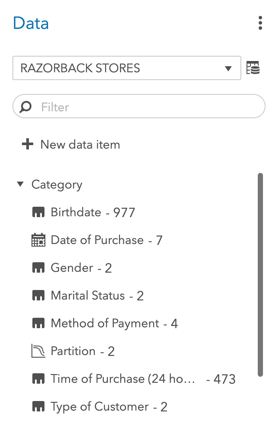 Data
RAZORBACK STORES
Filter
New data item
Category
Birthdate - 977
Date of Purchase - 7
Gender - 2
Marital Status - 2
Method of Payment - 4
Partition - 2
Time of Purchase (24 ho... - 473
Type of Customer - 2